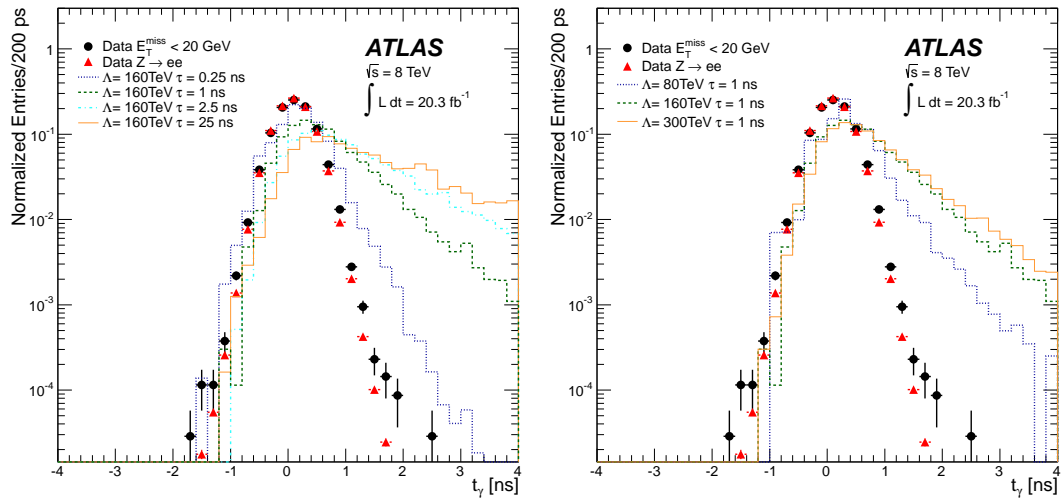 Normalized Entries/200 ps
1
10⁻¹
10⁻²
10⁻³
10⁻⁴
Data E_T^miss < 20 GeV
Data Z → ee
Λ= 160TeV τ = 0.25 ns
Λ= 160TeV τ = 1 ns
Λ= 160TeV τ = 2.5 ns
Λ= 160TeV τ = 25 ns
ATLAS
√s = 8 TeV
∫ L dt = 20.3 fb⁻¹
-4 -3 -2 -1 0 1 2 3 4
t_γ [ns]
Normalized Entries/200 ps
1
10⁻¹
10⁻²
10⁻³
10⁻⁴
Data E_T^miss < 20 GeV
Data Z → ee
Λ= 80TeV τ = 1 ns
Λ= 160TeV τ = 1 ns
Λ= 300TeV τ = 1 ns
ATLAS
√s = 8 TeV
∫ L dt = 20.3 fb⁻¹
-4 -3 -2 -1 0 1 2 3 4
t_γ [ns]